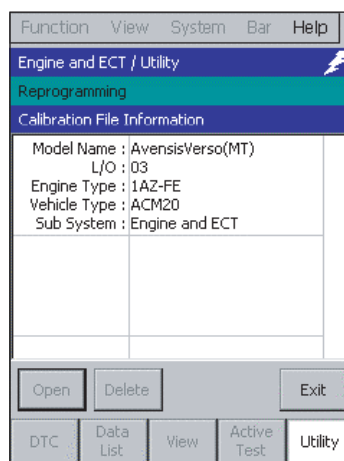 Function View System Bar Help
Engine and ECT / Utility
Reprogramming
Calibration File Information
Model Name : AvensisVerso(MT)
L/O : 03
Engine Type : 1AZ-FE
Vehicle Type : ACM20
Sub System : Engine and ECT
Open Delete Exit
DTC Data List View Active Test Utility